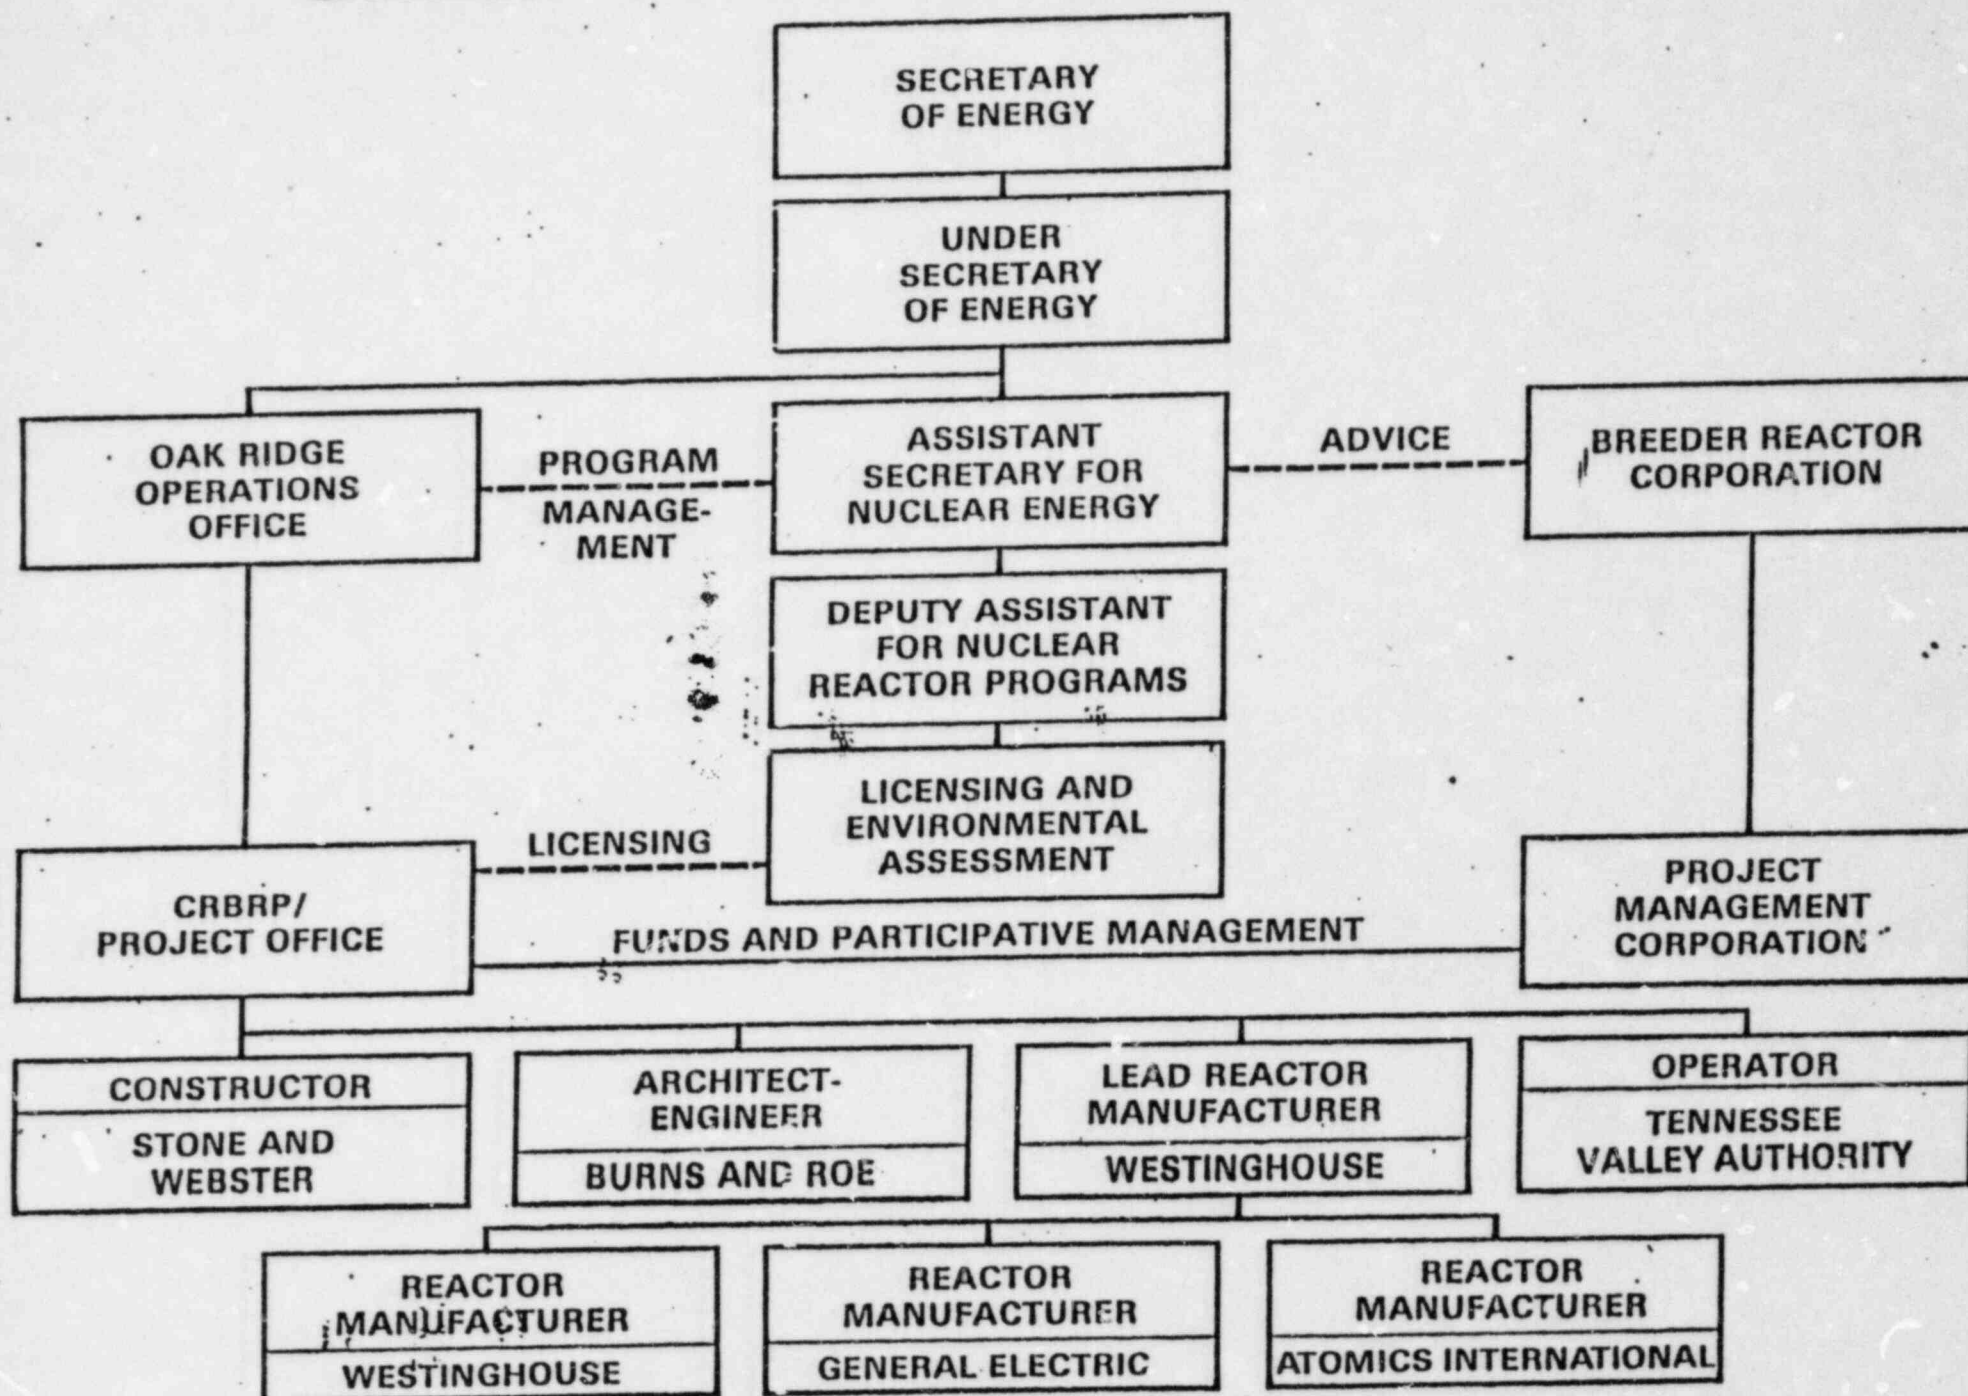 SECRETARY
OF ENERGY
UNDER
SECRETARY
OF ENERGY
OAK RIDGE
OPERATIONS
OFFICE
PROGRAM
MANAGE-
MENT
ASSISTANT
SECRETARY FOR
NUCLEAR ENERGY
ADVICE
BREEDER REACTOR
CORPORATION
DEPUTY ASSISTANT
FOR NUCLEAR
REACTOR PROGRAMS
LICENSING AND
ENVIRONMENTAL
ASSESSMENT
LICENSING
CRBRP/
PROJECT OFFICE
FUNDS AND PARTICIPATIVE MANAGEMENT
PROJECT
MANAGEMENT
CORPORATION
CONSTRUCTOR
STONE AND
WEBSTER
ARCHITECT-
ENGINEER
BURNS AND ROE
LEAD REACTOR
MANUFACTURER
WESTINGHOUSE
OPERATOR
TENNESSEE
VALLEY AUTHORITY
REACTOR
MANUFACTURER
WESTINGHOUSE
REACTOR
MANUFACTURER
GENERAL ELECTRIC
REACTOR
MANUFACTURER
ATOMICS INTERNATIONAL